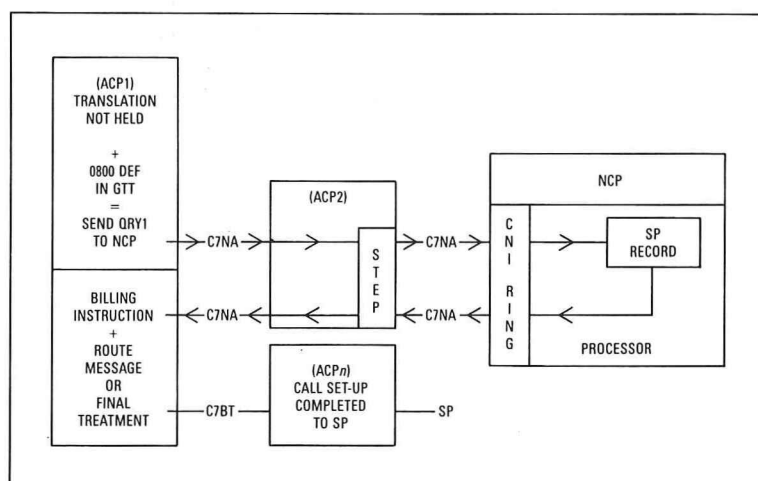 (ACP1)
TRANSLATION
NOT HELD
+
0800 DEF
IN GTT
=
SEND QRY1
TO NCP
C7NA
(ACP2)
STEP
C7NA
NCP
CNI RING
SP
RECORD
PROCESSOR
BILLING
INSTRUCTION
+
ROUTE
MESSAGE
OR
FINAL
TREATMENT
C7NA
C7NA
C7BT
(ACPn)
CALL SET-UP
COMPLETED
TO SP
SP